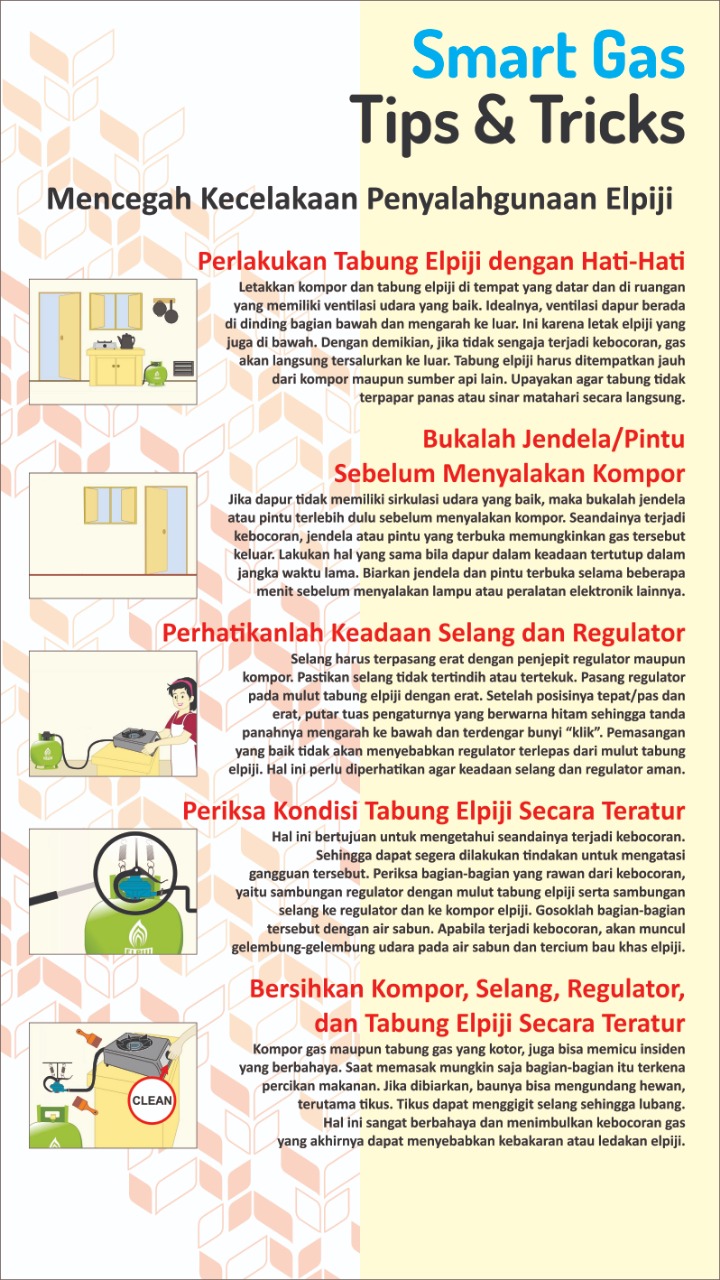 Smart Gas
Tips & Tricks
Mencegah Kecelakaan Penyalahgunaan Elpiji
Perlakukan Tabung Elpiji dengan Hati-Hati
Letakkan kompor dan tabung elpiji di tempat yang datar dan di ruangan
yang memiliki ventilasi udara yang baik. Idealnya, ventilasi dapur berada
di dinding bagian bawah dan mengarah ke luar. Ini karena letak elpiji yang
juga di bawah. Dengan demikian, jika tidak sengaja terjadi kebocoran, gas
akan langsung tersalurkan ke luar. Tabung elpiji harus ditempatkan jauh
dari kompor maupun sumber api lain. Upayakan agar tabung tidak
terpapar panas atau sinar matahari secara langsung.
Bukalah Jendela/Pintu
Sebelum Menyalakan Kompor
Jika dapur tidak memiliki sirkulasi udara yang baik, maka bukalah jendela
atau pintu terlebih dulu sebelum menyalakan kompor. Seandainya terjadi
kebocoran, jendela atau pintu yang terbuka memungkinkan gas tersebut
keluar. Lakukan hal yang sama bila dapur dalam keadaan tertutup dalam
jangka waktu lama. Biarkan jendela dan pintu terbuka selama beberapa
menit sebelum menyalakan lampu atau peralatan elektronik lainnya.
Perhatikanlah Keadaan Selang dan Regulator
Selang harus terpasang erat dengan penjepit regulator maupun
kompor. Pastikan selang tidak tertindih atau tertekuk. Pasang regulator
pada mulut tabung elpiji dengan erat. Setelah posisinya tepat/pas dan
erat, putar tuas pengaturnya yang berwarna hitam sehingga tanda
panahnya mengarah ke bawah dan terdengar bunyi “klik”. Pemasangan
yang baik tidak akan menyebabkan regulator terlepas dari mulut tabung
elpiji. Hal ini perlu diperhatikan agar keadaan selang dan regulator aman.
Periksa Kondisi Tabung Elpiji Secara Teratur
Hal ini bertujuan untuk mengetahui seandainya terjadi kebocoran.
Sehingga dapat segera dilakukan tindakan untuk mengatasi
gangguan tersebut. Periksa bagian-bagian yang rawan dari kebocoran,
yaitu sambungan regulator dengan mulut tabung elpiji serta sambungan
selang ke regulator dan ke kompor elpiji. Gosoklah bagian-bagian
tersebut dengan air sabun. Apabila terjadi kebocoran, akan muncul
gelembung-gelembung udara pada air sabun dan tercium bau khas elpiji.
Bersihkan Kompor, Selang, Regulator,
dan Tabung Elpiji Secara Teratur
Kompor gas maupun tabung gas yang kotor, juga bisa memicu insiden
yang berbahaya. Saat memasak mungkin saja bagian-bagian itu terkena
percikan makanan. Jika dibiarkan, baunya bisa mengundang hewan,
terutama tikus. Tikus dapat menggigit selang sehingga lubang.
Hal ini sangat berbahaya dan menimbulkan kebocoran gas
yang akhirnya dapat menyebabkan kebakaran atau ledakan elpiji.
CLEAN